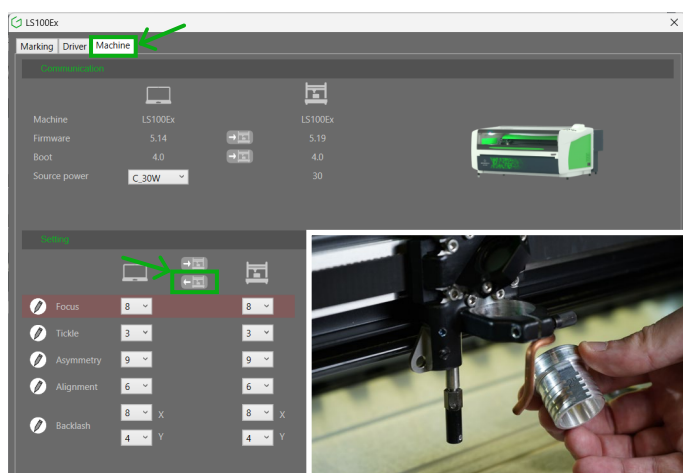 LS100Ex
Marking Driver Machine
Communication
Machine LS100Ex LS100Ex
Firmware 5.14 5.19
Boot 4.0 4.0
Source power C_30W 30
Setting
Focus 8 8
Tickle 3 3
Asymmetry 9 9
Alignment 6 6
Backlash 8 X 8 X
4 Y 4 Y